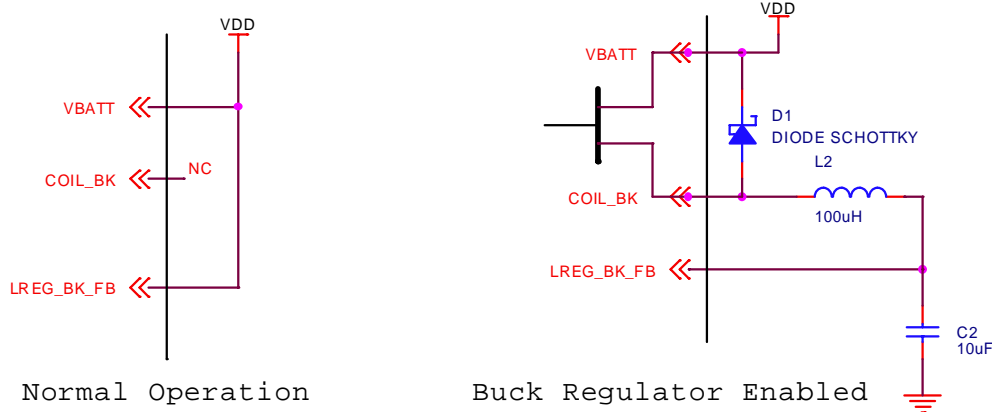 VDD
VBATT
COIL_BK
NC
LREG_BK_FB
Normal Operation
VDD
VBATT
D1
DIODE SCHOTTKY
L2
COIL_BK
100uH
LREG_BK_FB
C2
10uF
Buck Regulator Enabled